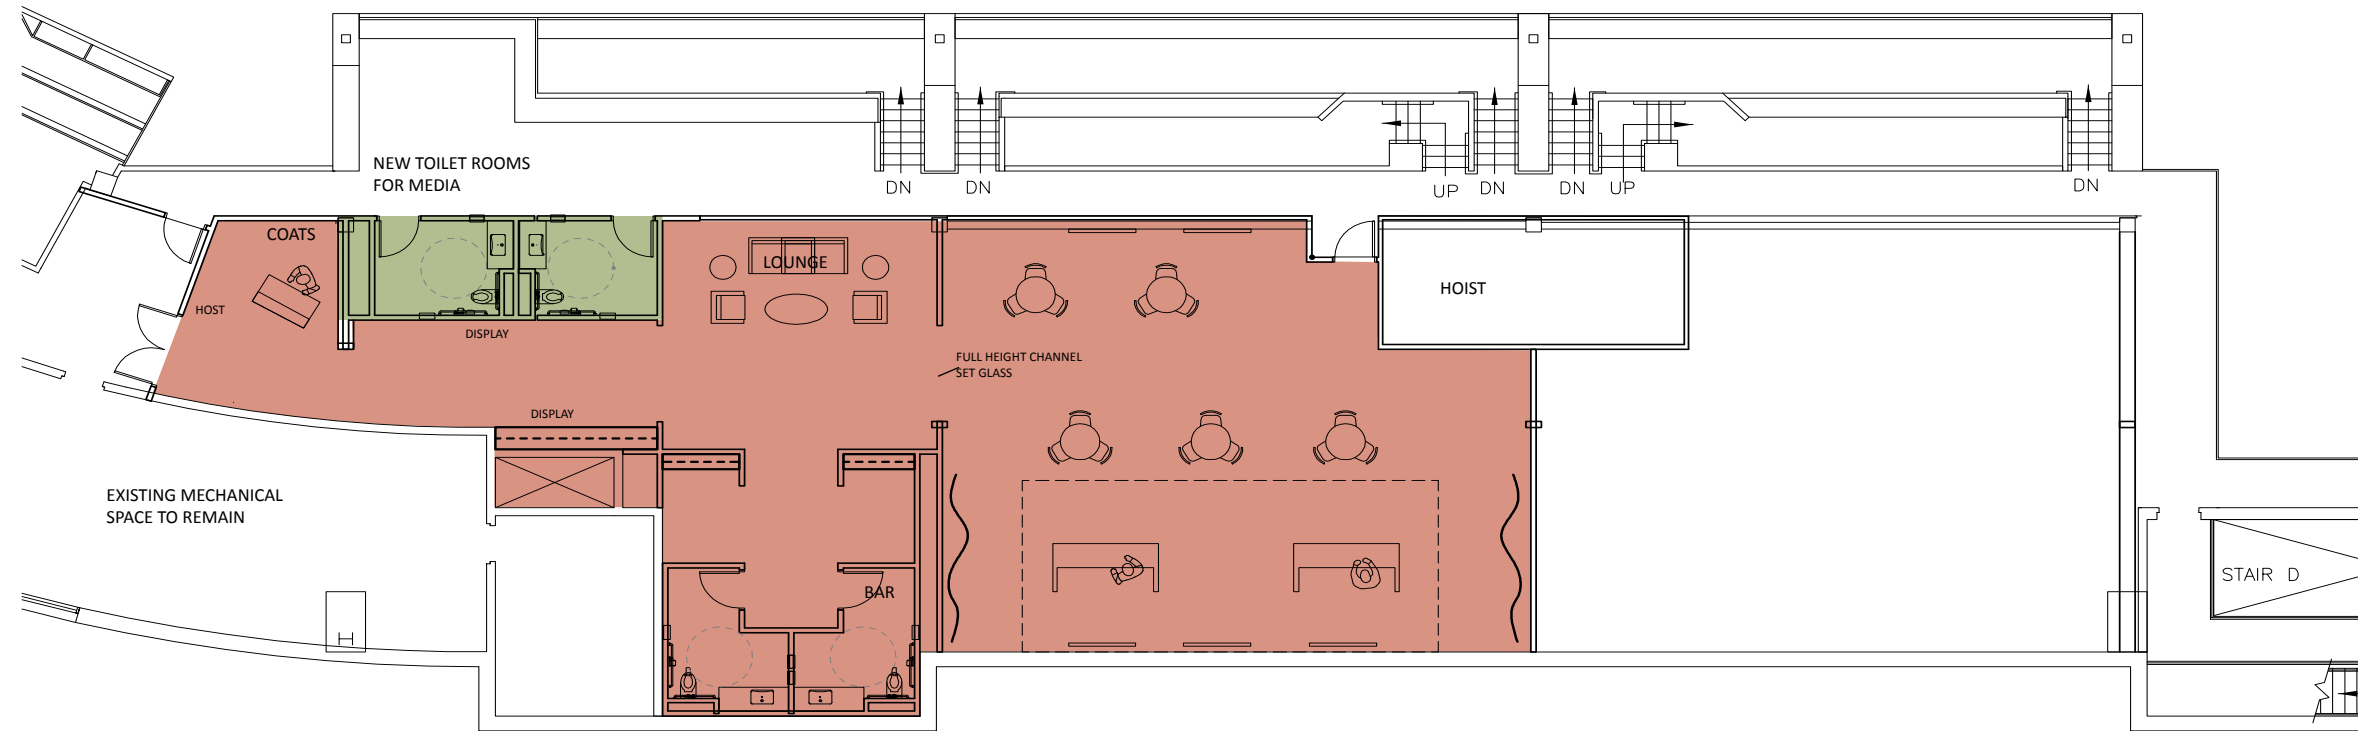 NEW TOILET ROOMS
FOR MEDIA
DN
DN
UP
DN
DN
UP
DN
COATS
LOUNGE
HOIST
HOST
DISPLAY
FULL HEIGHT CHANNEL
SET GLASS
DISPLAY
EXISTING MECHANICAL
SPACE TO REMAIN
BAR
STAIR D
H